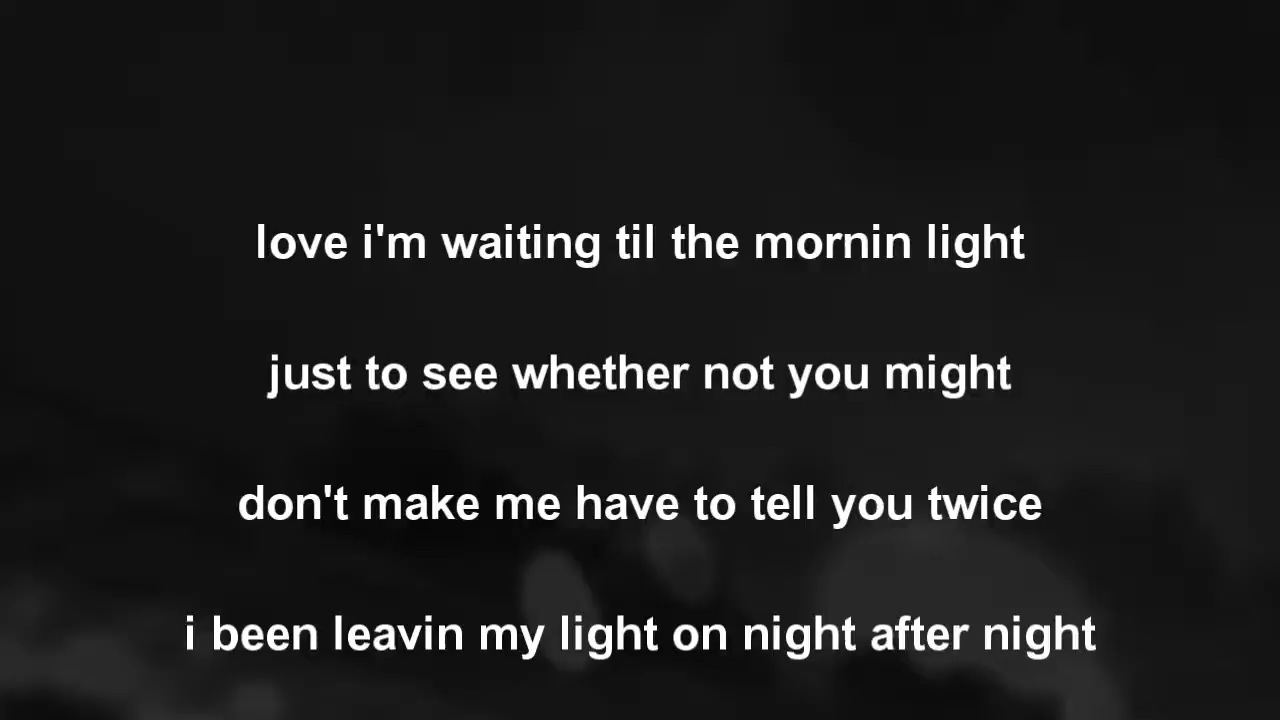 love i'm waiting til the mornin light
just to see whether not you might
don't make me have to tell you twice
i been leavin my light on night after night